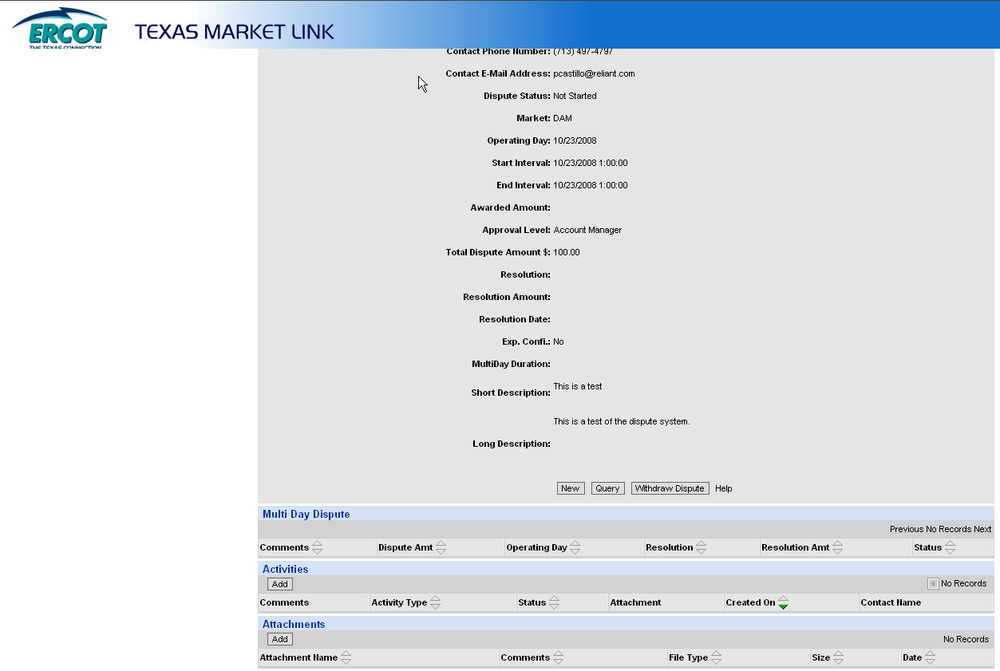 ERCOT
THE TEXAS CONNECTION
TEXAS MARKET LINK
Contact Phone Number: (713) 497-4797
Contact E-Mail Address: pcastillo@reliant.com
Dispute Status: Not Started
Market: DAM
Operating Day: 10/23/2008
Start Interval: 10/23/2008 1:00:00
End Interval: 10/23/2008 1:00:00
Awarded Amount:
Approval Level: Account Manager
Total Dispute Amount $: 100.00
Resolution:
Resolution Amount:
Resolution Date:
Exp. Confi.: No
MultiDay Duration:
Short Description: This is a test
This is a test of the dispute system.
Long Description:
New Query Withdraw Dispute Help
Multi Day Dispute
Previous No Records Next
Comments Dispute Amt Operating Day Resolution Resolution Amt Status
Activities
Add No Records
Comments Activity Type Status Attachment Created On Contact Name
Attachments
Add No Records
Attachment Name Comments File Type Size Date